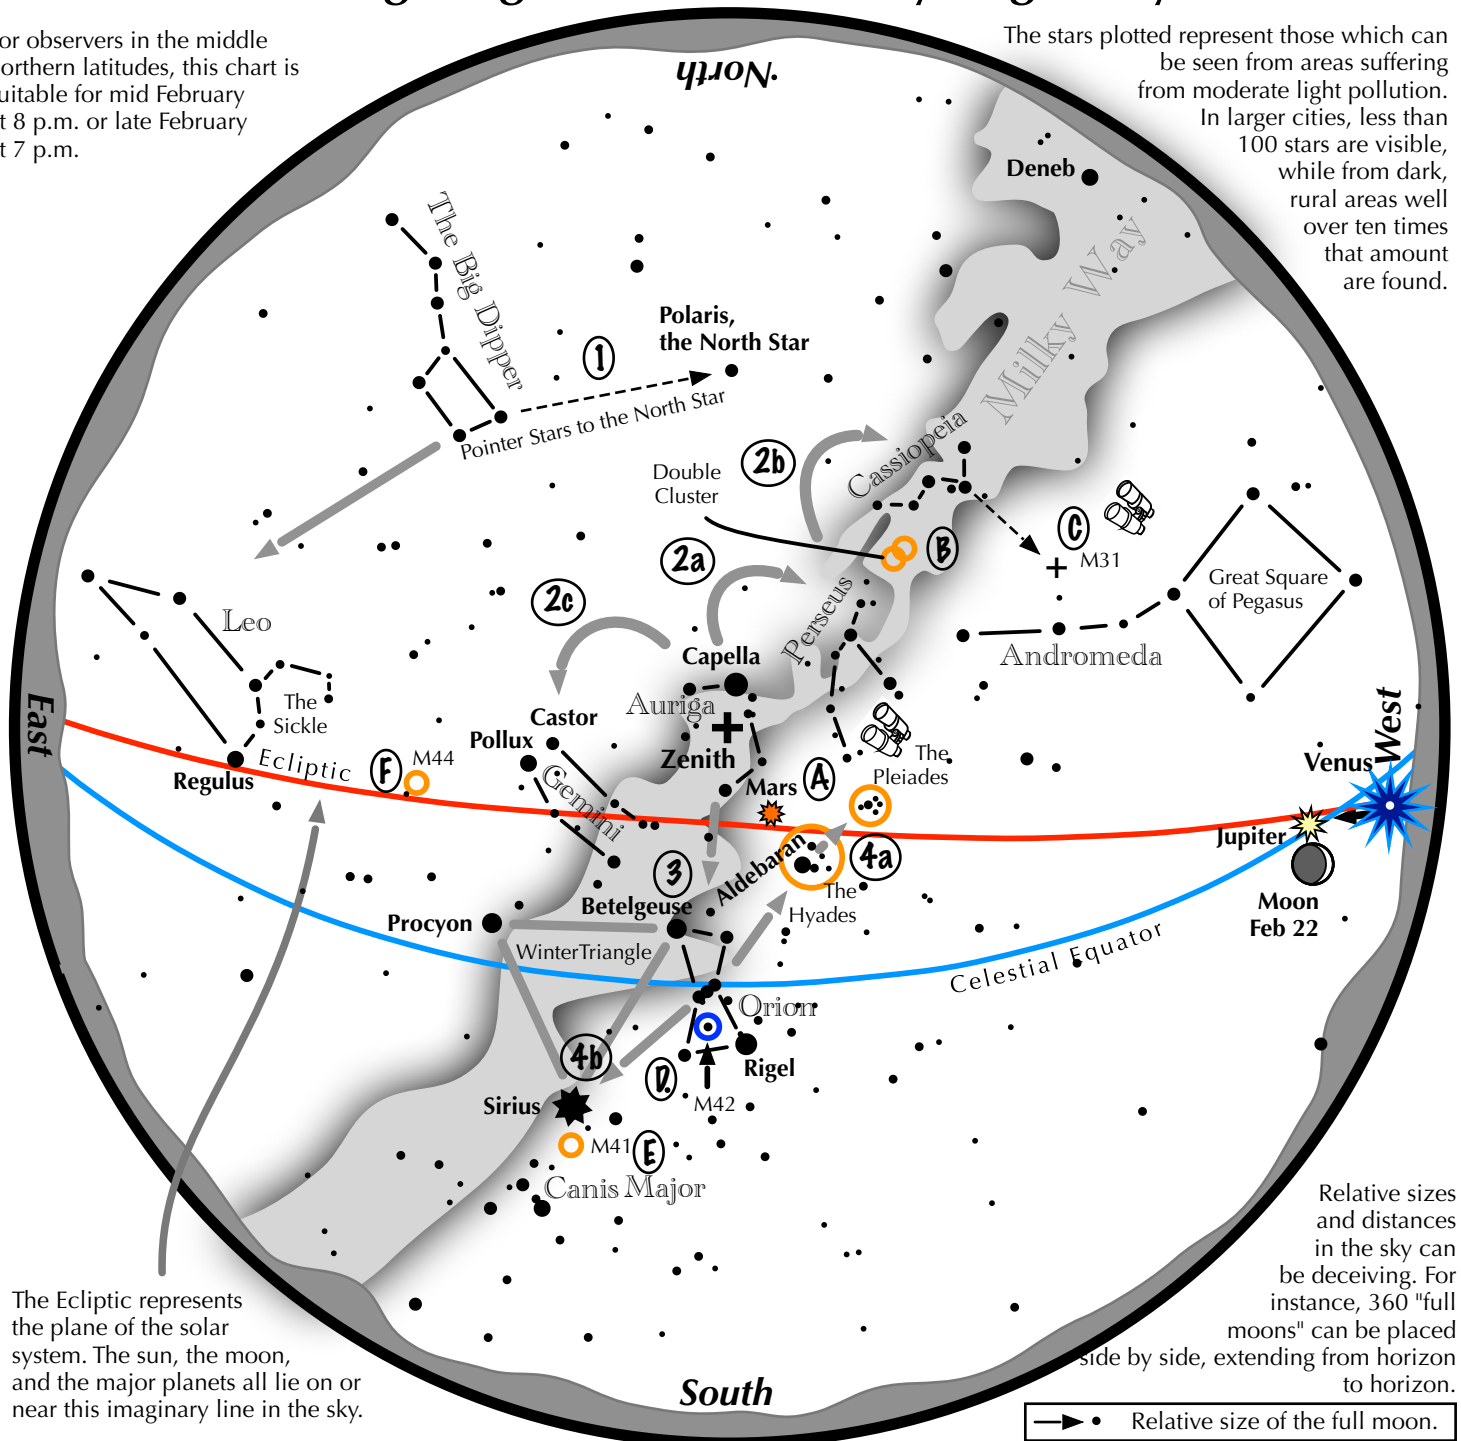 or observers in the middle
orthern latitudes, this chart is
uitable for mid February
t 8 p.m. or late February
t 7 p.m.
The stars plotted represent those which can
be seen from areas suffering
from moderate light pollution.
In larger cities, less than
100 stars are visible,
while from dark,
rural areas well
over ten times
that amount
are found.
North
Deneb
The Big Dipper
Milky Way
Polaris,
the North Star
1
Pointer Stars to the North Star
Cassiopeia
2b
Double
Cluster
C
B
M31
2a
Great Square
of Pegasus
2c
Perseus
Leo
Andromeda
Capella
The
Sickle
Auriga
East
West
Castor
Pollux
Zenith
The
Pleiades
Venus
Regulus
Ecliptic
F
M44
Gemini
Mars
A
Jupiter
3
Aldebaran
4a
The
Hyades
Moon
Feb 22
Betelgeuse
Procyon
WinterTriangle
Celestial Equator
Orion
4b
Rigel
D.
M42
Sirius
M41
E
Canis Major
Relative sizes
and distances
in the sky can
be deceiving. For
instance, 360 "full
moons" can be placed
side by side, extending from horizon
to horizon.
The Ecliptic represents
the plane of the solar
system. The sun, the moon,
and the major planets all lie on or
near this imaginary line in the sky.
South
Relative size of the full moon.